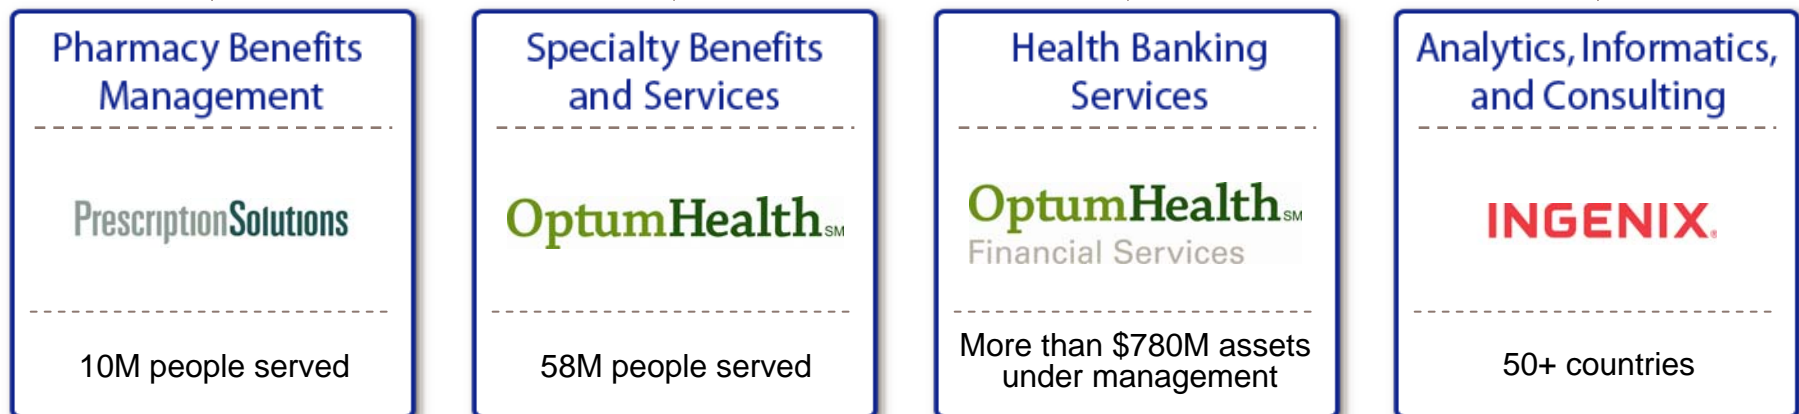 Pharmacy Benefits
Management
PrescriptionSolutions
10M people served
Specialty Benefits
and Services
OptumHealth SM
58M people served
Health Banking
Services
OptumHealth SM
Financial Services
More than $780M assets
under management
Analytics, Informatics,
and Consulting
INGENIX®
50+ countries